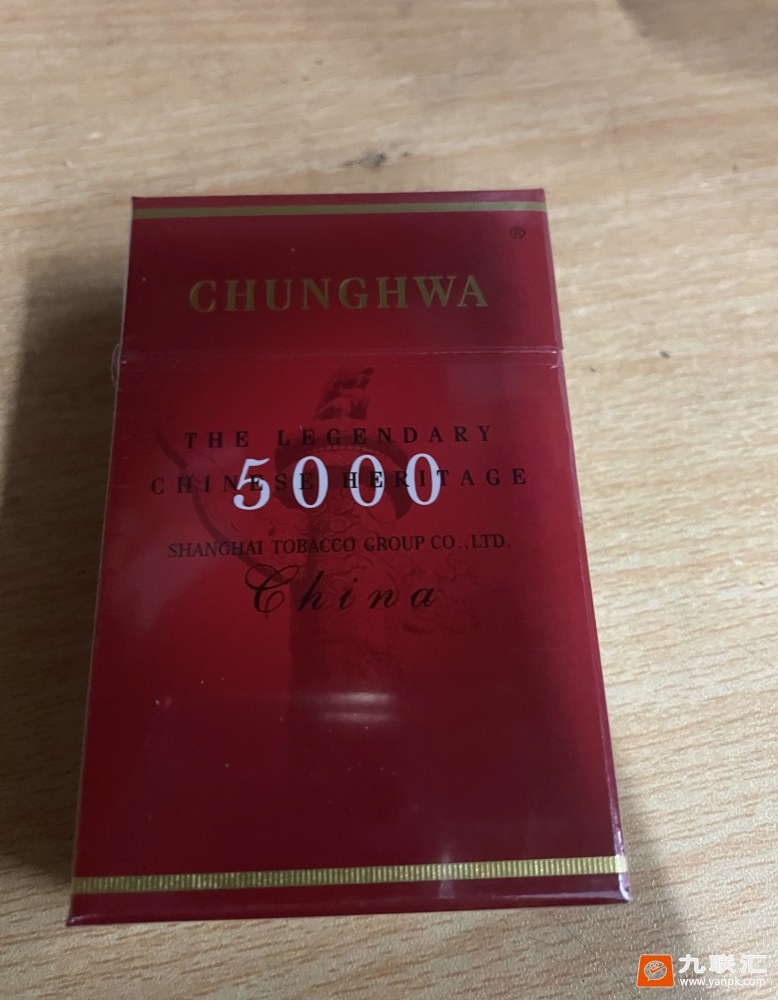 ®
CHUNGHWA
THE LEGENDARY
5000
CHINESE HERITAGE
SHANGHAI TOBACCO GROUP CO.,LTD.
China
九联汇
www.yanpk.com